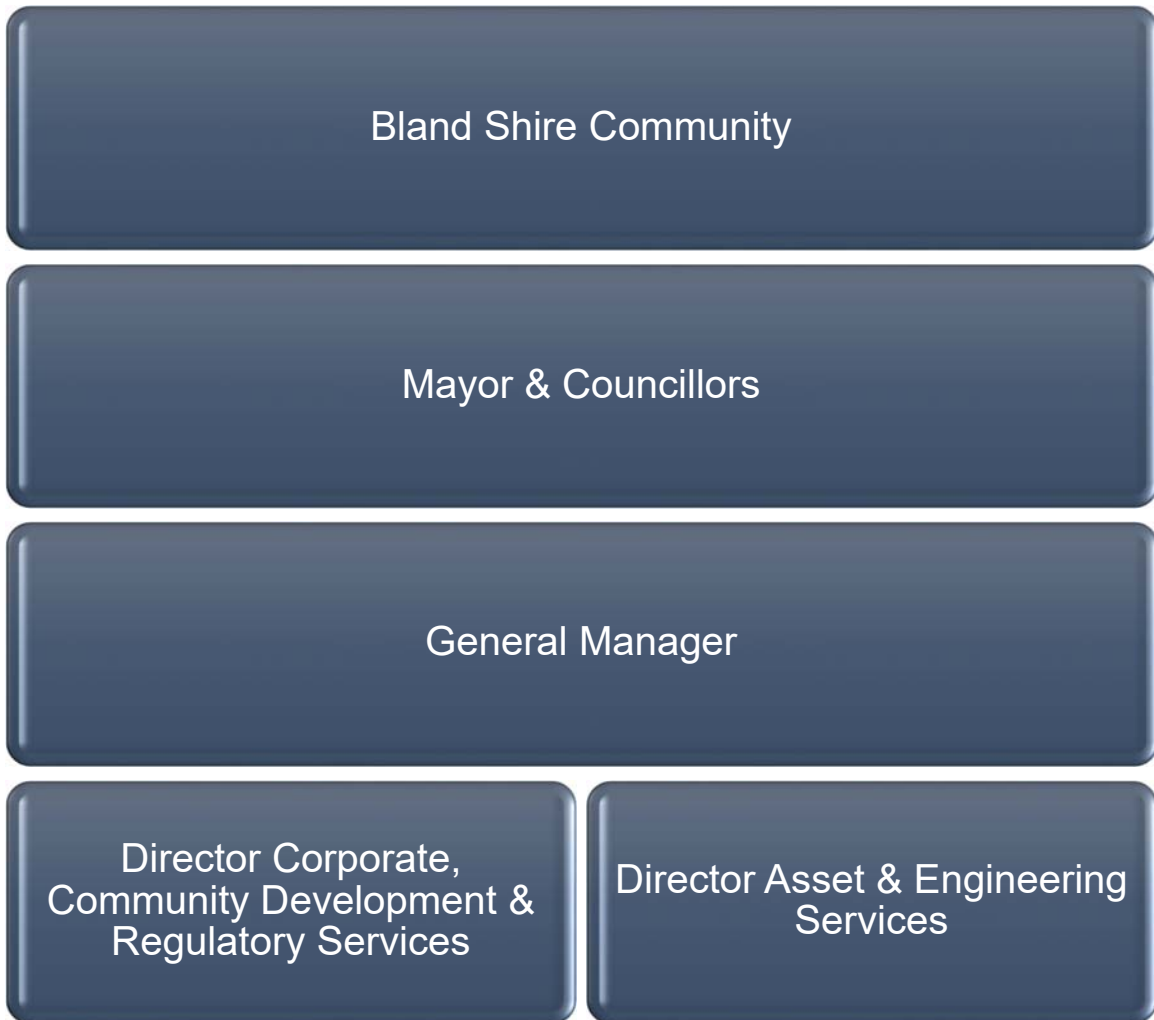 Bland Shire Community
Mayor & Councillors
General Manager
Director Corporate,
Community Development &
Regulatory Services
Director Asset & Engineering
Services